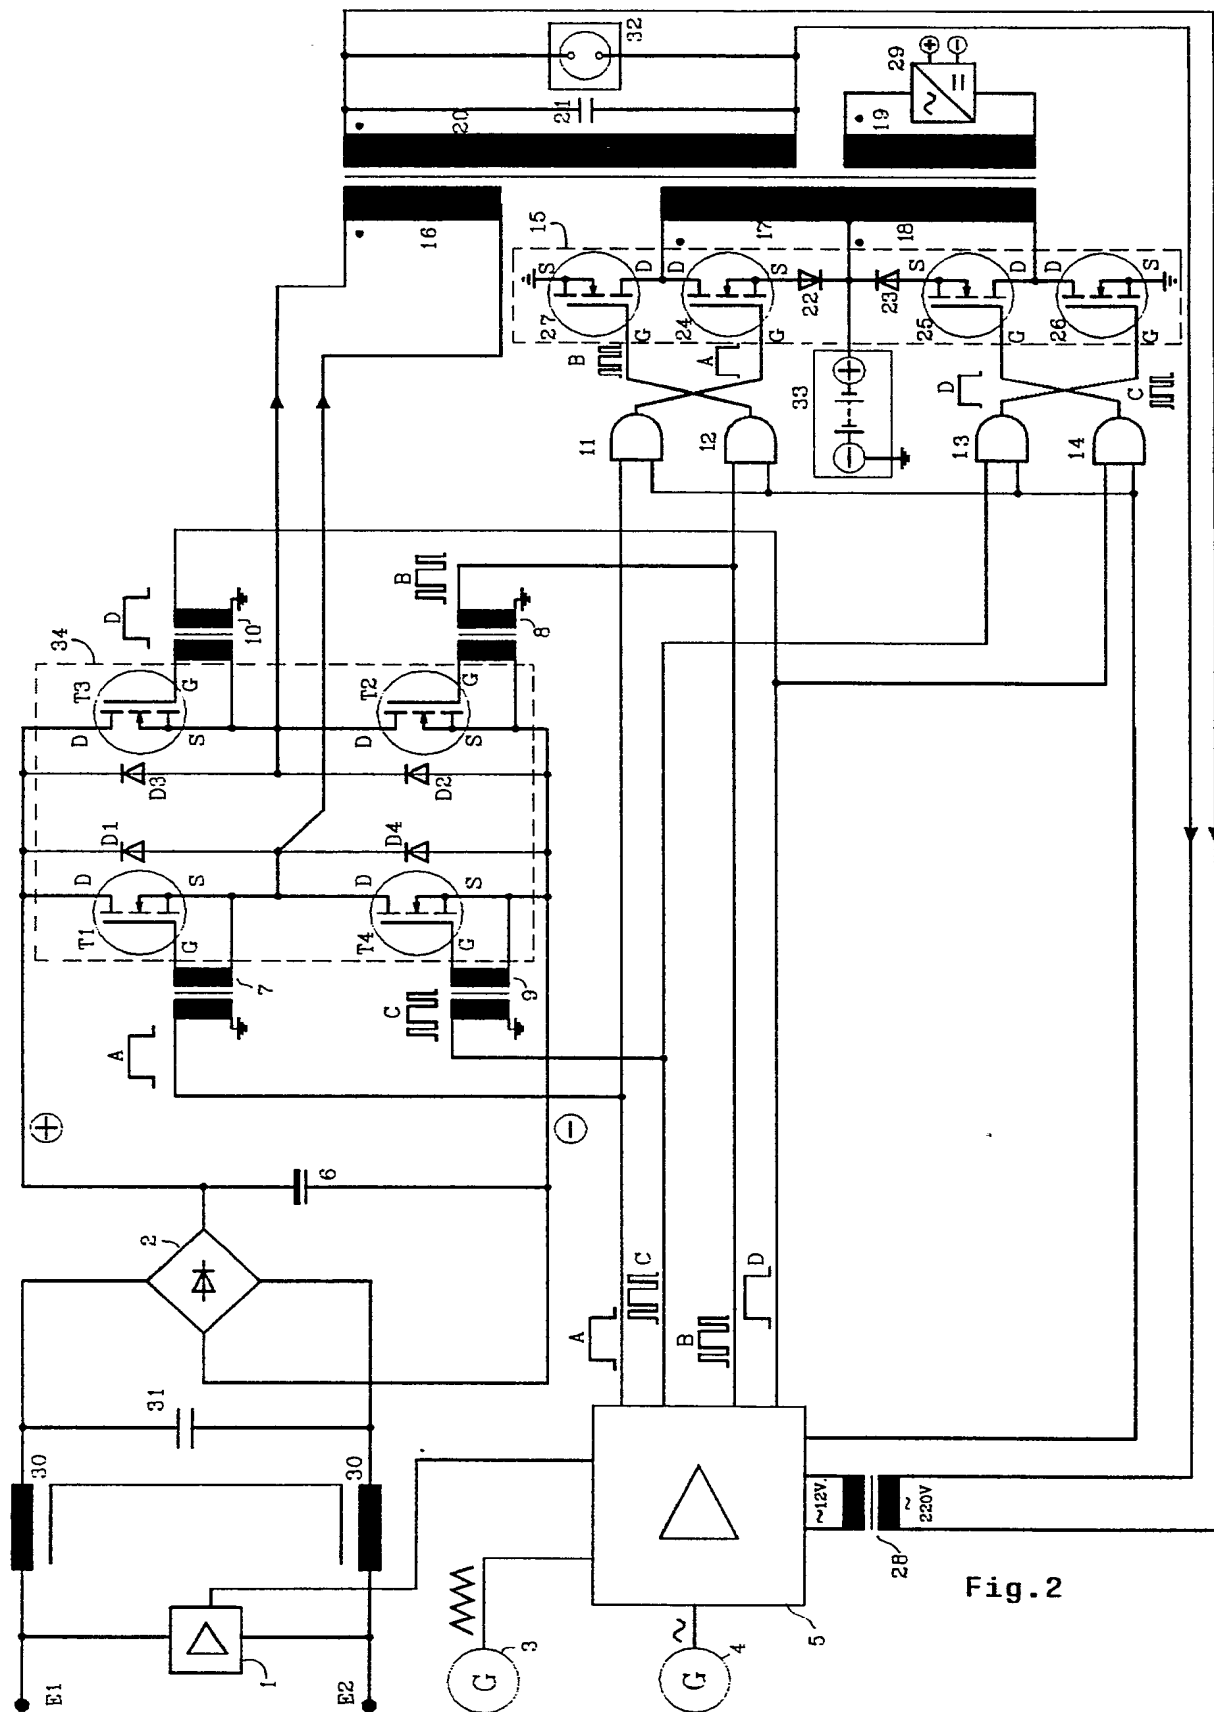 E1
E2
1
30
30
31
2
6
+
−
G
3
G
4
5
~
A
C
B
D
~12V.
~
220V
28
A
7
C
9
T1
D
G
S
D1
T4
D
G
S
D4
34
T3
D
G
S
D3
T2
D
G
S
D2
D
10
B
8
11
12
13
14
B
A
D
C
33
−
+
15
27
S
D
G
24
D
S
G
22
23
25
S
D
G
26
D
S
G
16
17
18
20
19
21
32
29
~
=
+
−
Fig.2